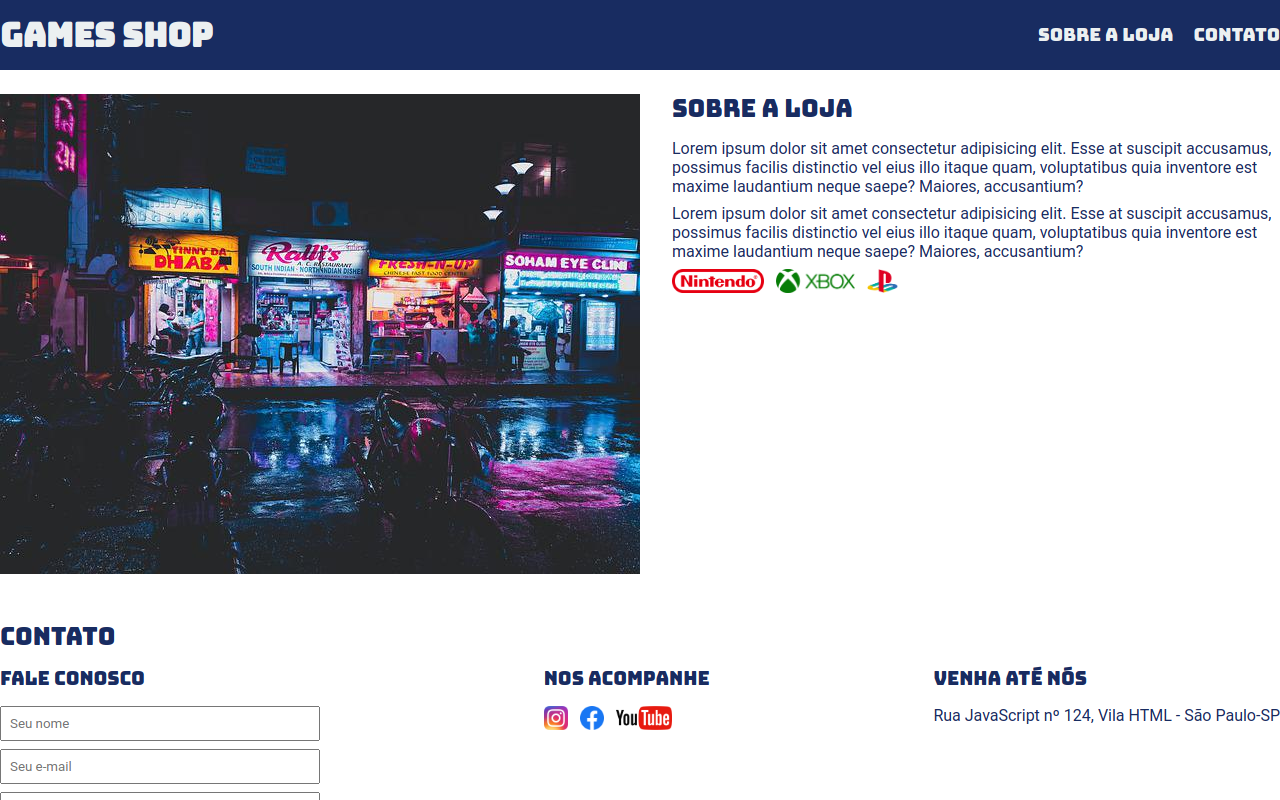 GAMES SHOP
SOBRE A LOJA CONTATO
SOBRE A LOJA
Lorem ipsum dolor sit amet consectetur adipisicing elit. Esse at suscipit accusamus,
possimus facilis distinctio vel eius illo itaque quam, voluptatibus quia inventore est
maxime laudantium neque saepe? Maiores, accusantium?
Lorem ipsum dolor sit amet consectetur adipisicing elit. Esse at suscipit accusamus,
possimus facilis distinctio vel eius illo itaque quam, voluptatibus quia inventore est
maxime laudantium neque saepe? Maiores, accusantium?
Nintendo XBOX
DHABA
Ralli's
SOUTH INDIAN - NORTH INDIAN DISHES
FRESH-N-UP
CHINESE FAST FOOD CENTRE
SOHAM EYE CLINI
CONTATO
FALE CONOSCO
Seu nome
Seu e-mail
NOS ACOMPANHE
YouTube
VENHA ATÉ NÓS
Rua JavaScript nº 124, Vila HTML - São Paulo-SP